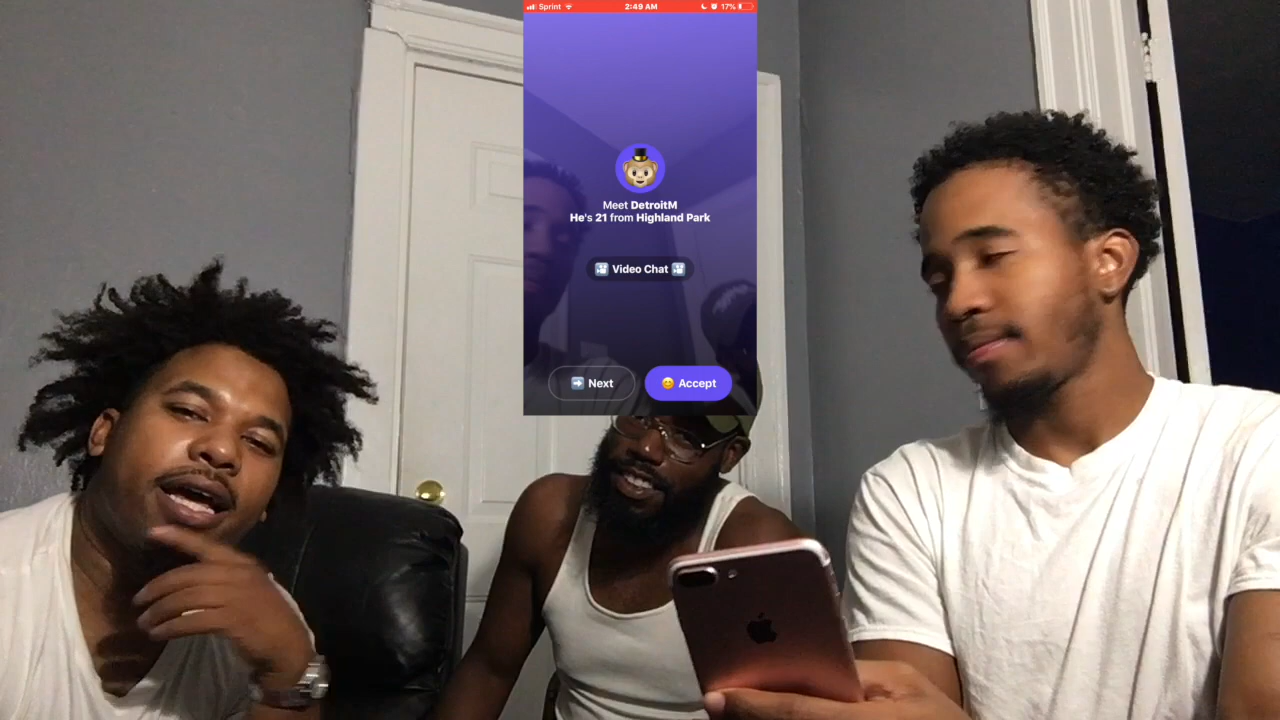 Sprint 2:49 AM 17%
Meet DetroitM
He's 21 from Highland Park
Video Chat
Next Accept